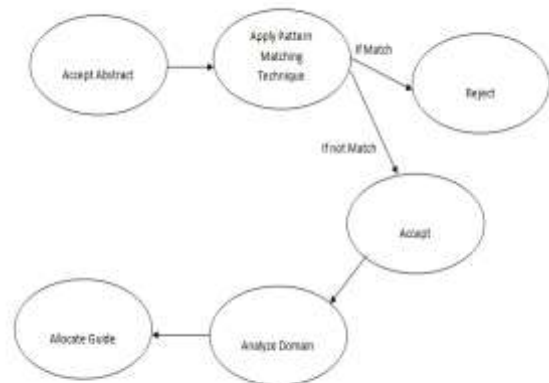 Accept Abstract
Apply Pattern
Matching
Technique
If Match
Reject
If not Match
Accept
Analyze Domain
Allocate Guide